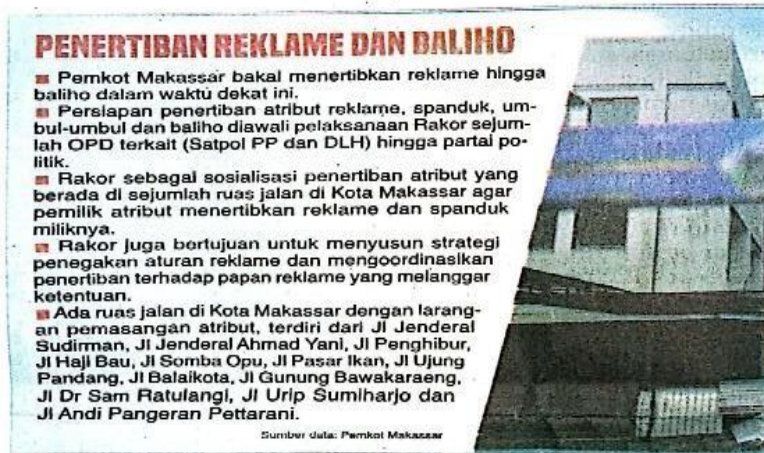 PENERTIBAN REKLAME DAN BALIHO
Pemkot Makassar bakal menertibkan reklame hingga
baliho dalam waktu dekat ini.
Persiapan penertiban atribut reklame, spanduk, um-
bul-umbul dan baliho diawali pelaksanaan Rakor sejum-
lah OPD terkait (Satpol PP dan DLH) hingga partai po-
litik.
Rakor sebagai sosialisasi penertiban atribut yang
berada di sejumlah ruas jalan di Kota Makassar agar
pemilik atribut menertibkan reklame dan spanduk
miliknya.
Rakor juga bertujuan untuk menyusun strategi
penegakan aturan reklame dan mengoordinasikan
penertiban terhadap papan reklame yang melanggar
ketentuan.
Ada ruas jalan di Kota Makassar dengan larang-
an pemasangan atribut, terdiri dari Jl Jenderal
Sudirman, Jl Jenderal Ahmad Yani, Jl Penghibur,
Jl Haji Bau, Jl Somba Opu, Jl Pasar Ikan, Jl Ujung
Pandang, Jl Balaikota, Jl Gunung Bawakaraeng,
Jl Dr Sam Ratulangi, Jl Urip Sumiharjo dan
Jl Andi Pangeran Pettarani.
Sumber data: Pemkot Makassar